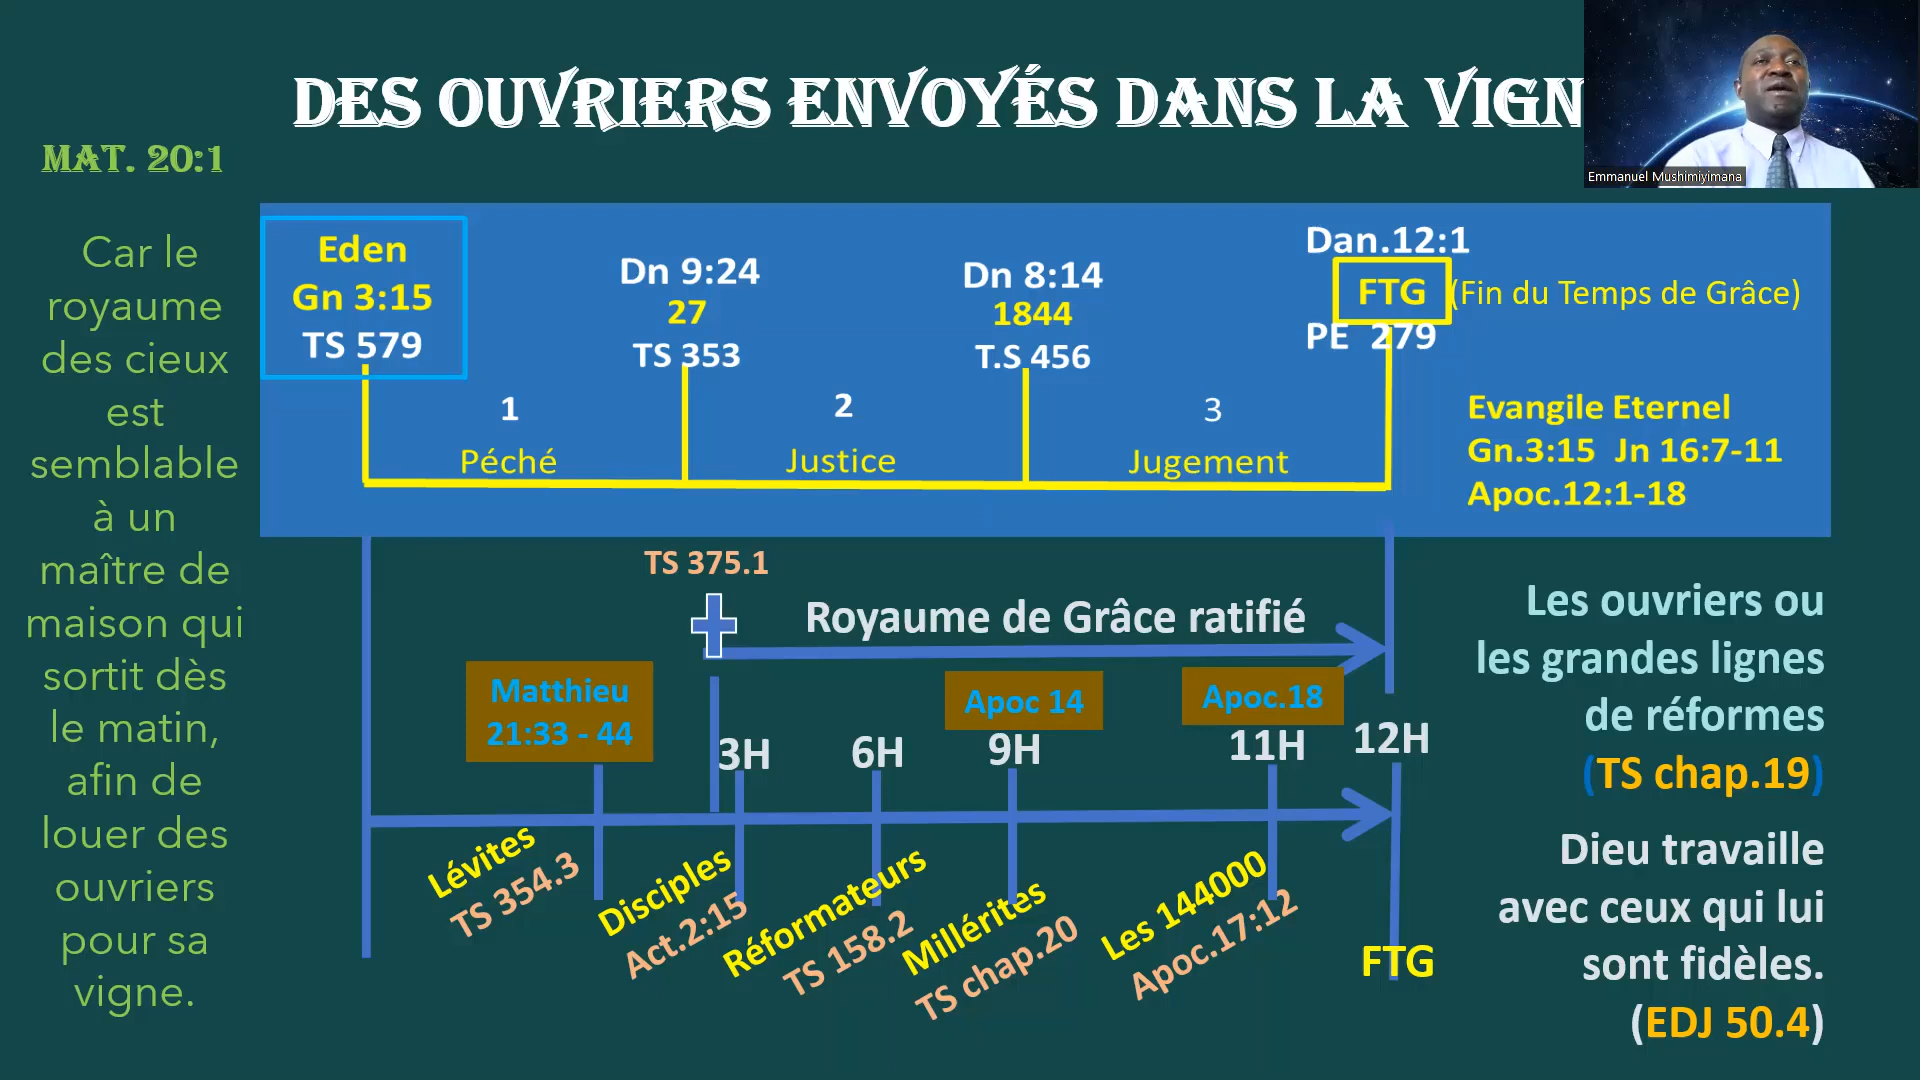 DES OUVRIERS ENVOYÉS DANS LA VIGN
Emmanuel Mushimiyimana
MAT. 20:1
Car le
royaume
des cieux
est
semblable
à un
maître de
maison qui
sortit dès
le matin,
afin de
louer des
ouvriers
pour sa
vigne.
Eden
Gn 3:15
TS 579
Dn 9:24
27
TS 353
Dn 8:14
1844
T.S 456
Dan.12:1
FTG (Fin du Temps de Grâce)
PE 279
1
Péché
2
Justice
3
Jugement
Evangile Eternel
Gn.3:15 Jn 16:7-11
Apoc.12:1-18
TS 375.1
Royaume de Grâce ratifié
Matthieu
21:33 - 44
Apoc 14
Apoc.18
3H
6H
9H
11H
12H
Lévites
TS 354.3
Disciples
Act.2:15
Réformateurs
TS 158.2
Millérites
TS chap.20
Les 144000
Apoc.17:12
FTG
Les ouvriers ou
les grandes lignes
de réformes
(TS chap.19)
Dieu travaille
avec ceux qui lui
sont fidèles.
(EDJ 50.4)